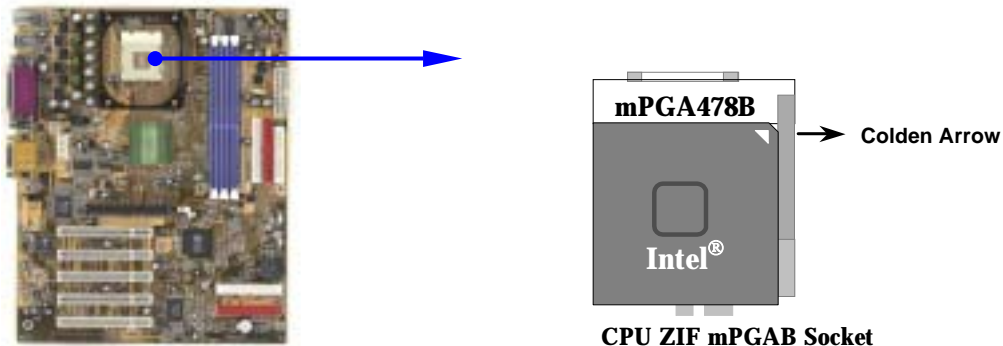 mPGA478B
Colden Arrow
Intel®
CPU ZIF mPGAB Socket